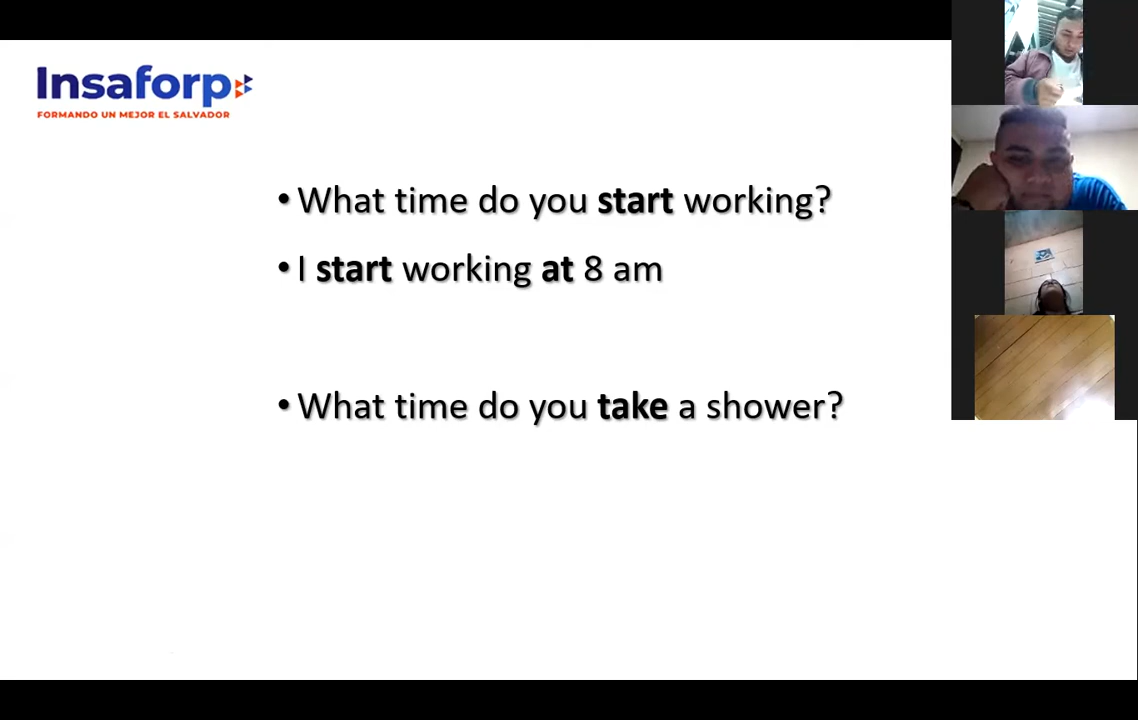 Insaforp
FORMANDO UN MEJOR EL SALVADOR
• What time do you start working?
• I start working at 8 am
• What time do you take a shower?